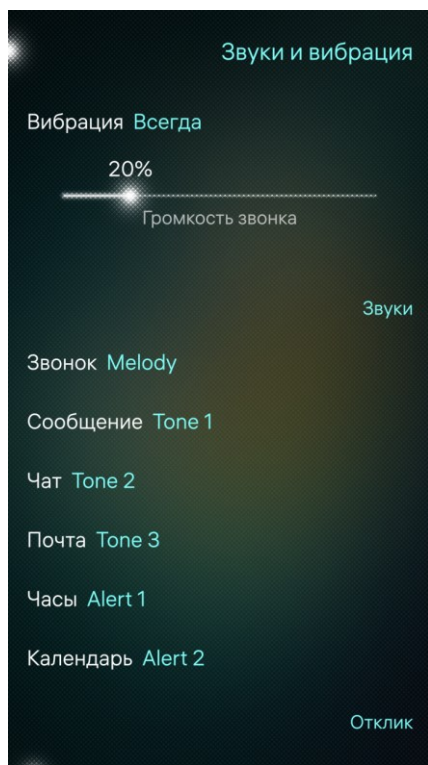 Звуки и вибрация
Вибрация Всегда
20%
Громкость звонка
Звуки
Звонок Melody
Сообщение Tone 1
Чат Tone 2
Почта Tone 3
Часы Alert 1
Календарь Alert 2
Отклик